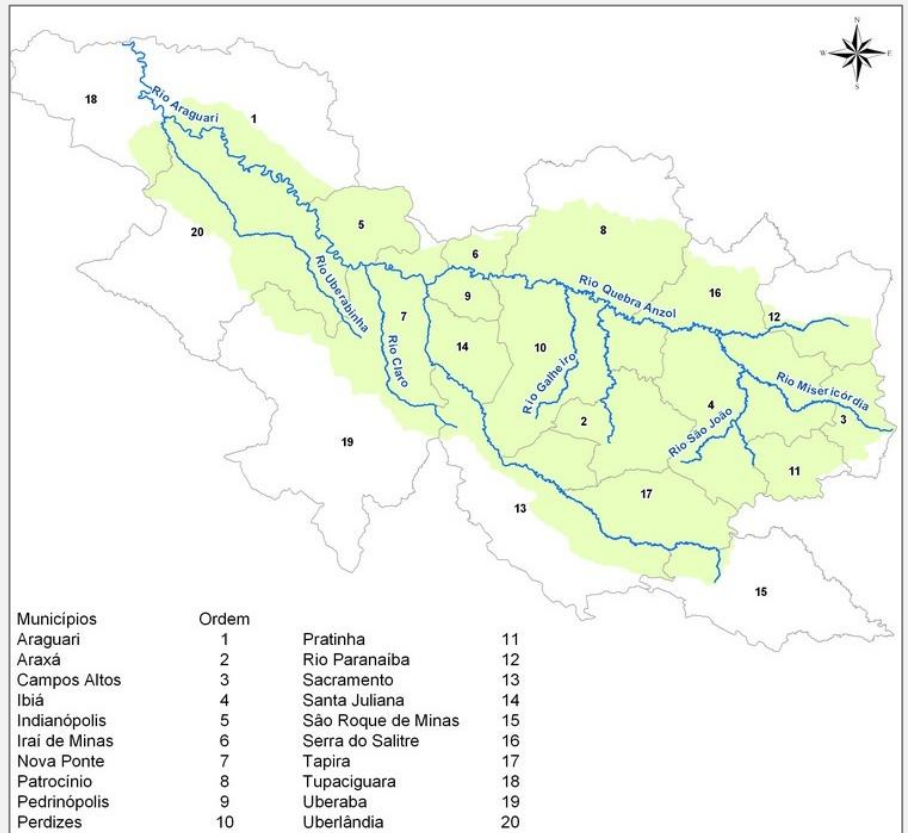 N
W E
S
18
Rio Araguari
1
5
8
20
6
Rio Quebra Anzol
16
Rio Uberabinha
9
7
12
14
10
Rio Claro
Rio Galheiro
Rio Misericórdia
4
3
2
Rio São João
19
11
17
13
15
Municípios Ordem
Araguari 1 Pratinha 11
Araxá 2 Rio Paranaíba 12
Campos Altos 3 Sacramento 13
Ibiá 4 Santa Juliana 14
Indianópolis 5 São Roque de Minas 15
Iraí de Minas 6 Serra do Salitre 16
Nova Ponte 7 Tapira 17
Patrocínio 8 Tupaciguara 18
Pedrinópolis 9 Uberaba 19
Perdizes 10 Uberlândia 20